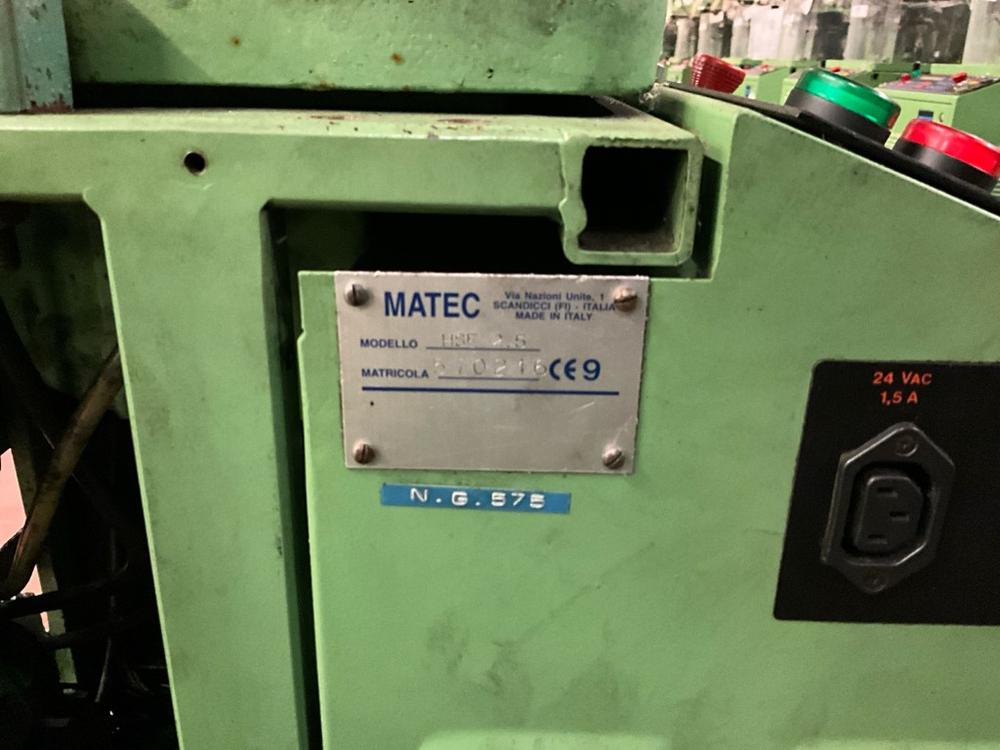 MATEC
Via Nazioni Unite, 1
SCANDICCI (FI) - ITALIA
MADE IN ITALY
MODELLO HSE 2.5
MATRICOLA 570216 CE 9
N.G.575
24 VAC
1,5 A